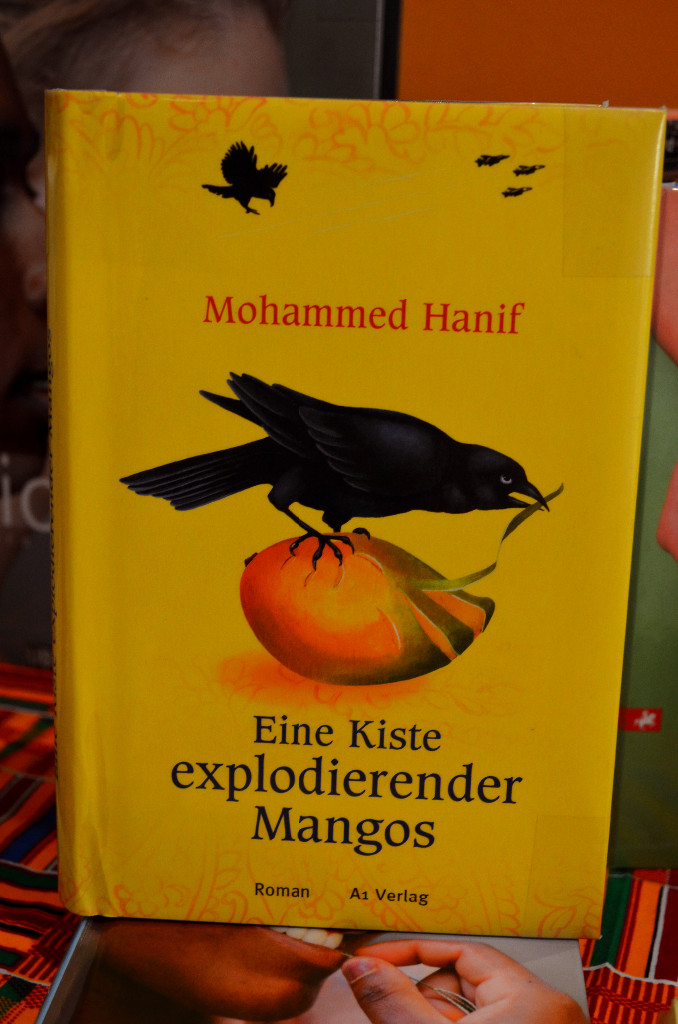 Mohammed Hanif
Eine Kiste
explodierender
Mangos
Roman A1 Verlag